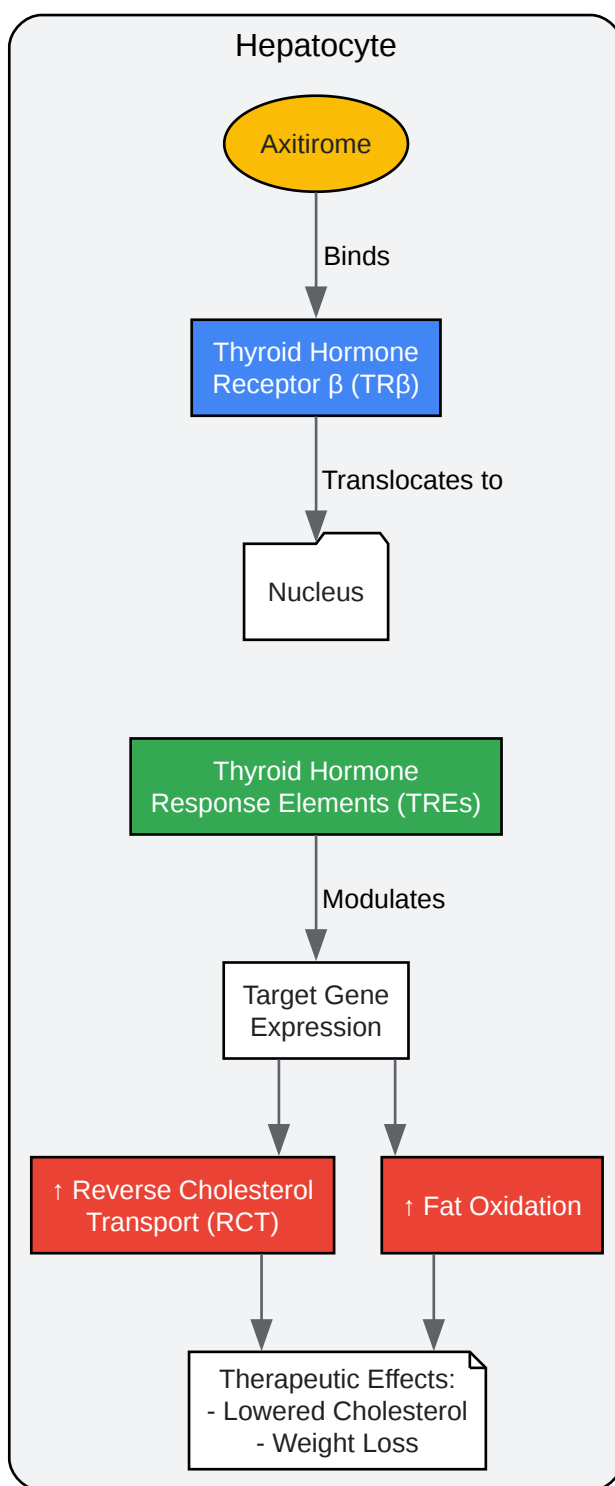 Hepatocyte
Axitirome
Binds
Thyroid Hormone
Receptor β (TRβ)
Translocates to
Nucleus
Thyroid Hormone
Response Elements (TREs)
Modulates
Target Gene
Expression
↑ Reverse Cholesterol
Transport (RCT)
↑ Fat Oxidation
Therapeutic Effects:
- Lowered Cholesterol
- Weight Loss